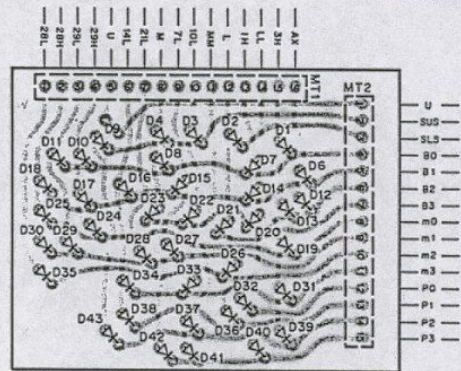 28L 28H 29L 29H U 14L 21L M 7L 10L MM L IH LL 3H AX
MT1
MT2
U
SUS
SLS
B0
B1
B2
B3
m0
m1
m2
m3
P0
P1
P2
P3
D4 D3 D2 D1
D11 D10 D8 D7 D6
D18 D17 D16 D15 D14 D12
D25 D24 D23 D22 D21 D20 D13
D30 D29 D28 D27 D26 D19
D35 D34 D33 D32 D31
D43 D38 D37 D36 D40 D39
D42 D41